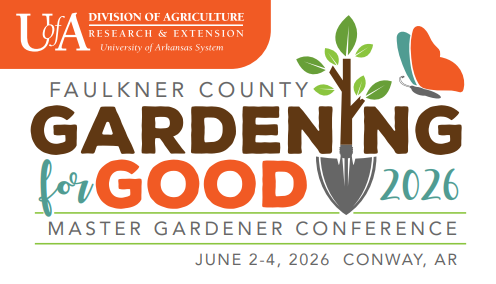 UofA DIVISION OF AGRICULTURE
RESEARCH & EXTENSION
University of Arkansas System
FAULKNER COUNTY
GARDENING
for GOOD 2026
MASTER GARDENER CONFERENCE
JUNE 2-4, 2026 CONWAY, AR